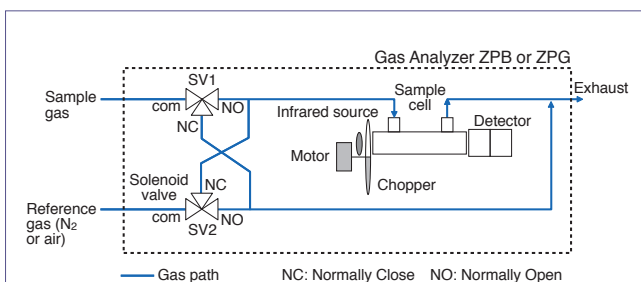 Gas Analyzer ZPB or ZPG
SV1
Sample
cell
Exhaust
Sample
gas
com
NO
Infrared source
NC
Detector
Motor
Solenoid
valve
NC
Chopper
Reference
gas (N2
or air)
com
NO
SV2
Gas path
NC: Normally Close
NO: Normally Open